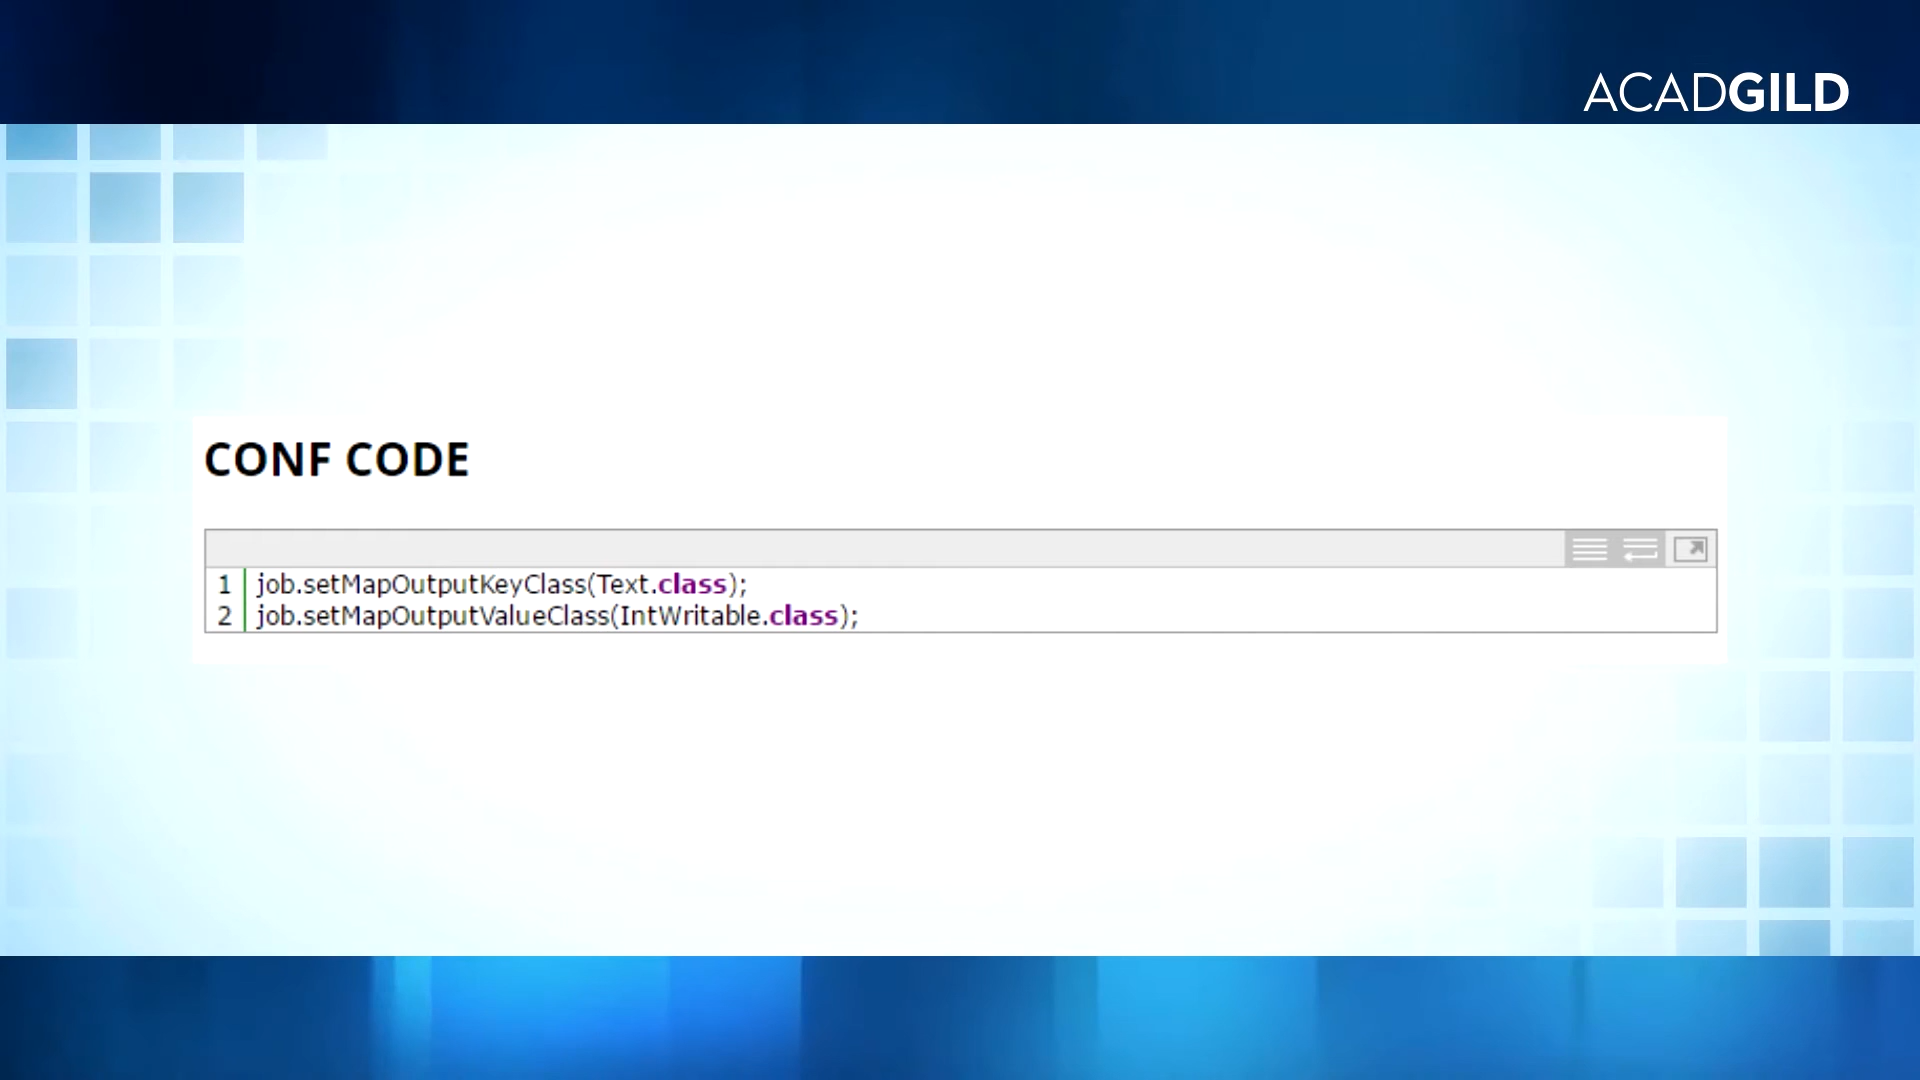 ACADGILD
CONF CODE
1 job.setMapOutputKeyClass(Text.class);
2 job.setMapOutputValueClass(IntWritable.class);